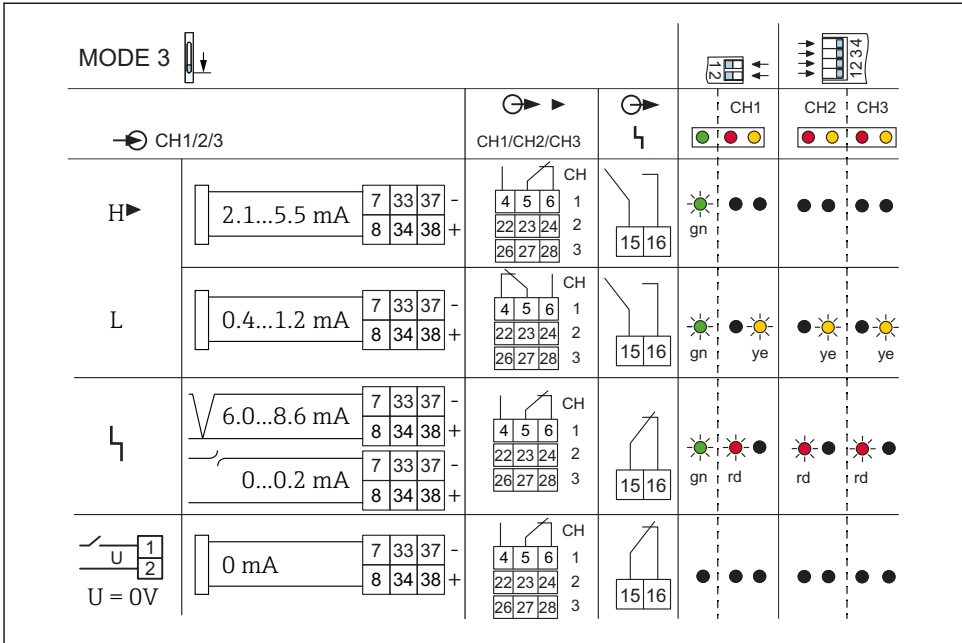 MODE 3
1 2
1 2 3 4
CH1/2/3
CH1/CH2/CH3
CH1
CH2
CH3
H
2.1...5.5 mA
7 33 37 -
8 34 38 +
CH
4 5 6 1
22 23 24 2
26 27 28 3
15 16
gn
L
0.4...1.2 mA
7 33 37 -
8 34 38 +
CH
4 5 6 1
22 23 24 2
26 27 28 3
15 16
gn
ye
ye
ye
6.0...8.6 mA
7 33 37 -
8 34 38 +
0...0.2 mA
7 33 37 -
8 34 38 +
CH
4 5 6 1
22 23 24 2
26 27 28 3
15 16
gn
rd
rd
rd
U
1
2
U = 0V
0 mA
7 33 37 -
8 34 38 +
CH
4 5 6 1
22 23 24 2
26 27 28 3
15 16